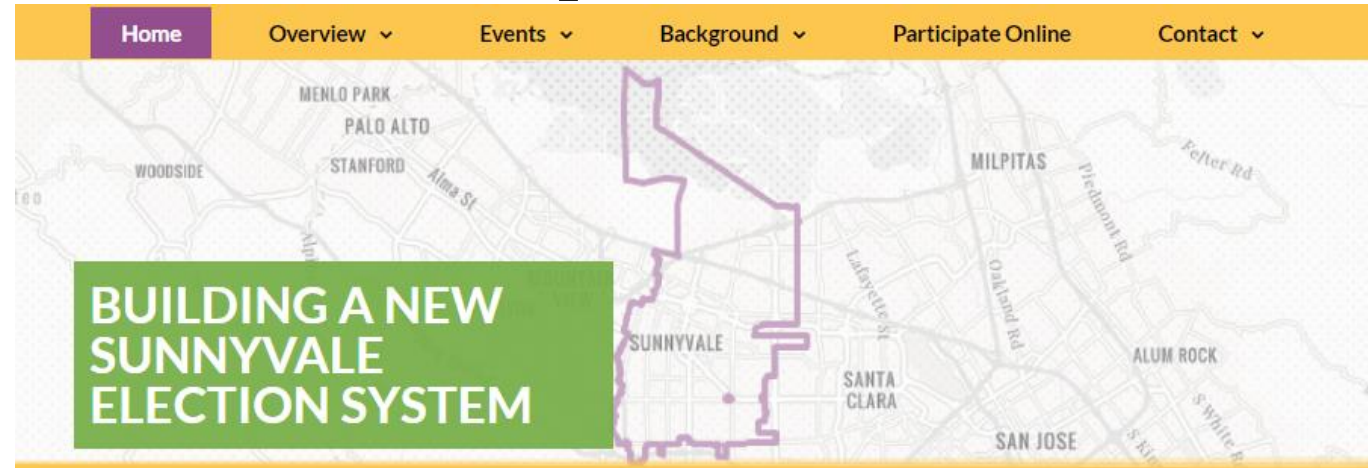 Home Overview Events Background Participate Online Contact
MENLO PARK
PALO ALTO
WOODSIDE
STANFORD
Alma St
MILPITAS
Felter Rd
Piedmont Rd
Lafayette St
Oakland Rd
BUILDING A NEW
SUNNYVALE
ELECTION SYSTEM
SUNNYVALE
ALUM ROCK
SANTA
CLARA
SAN JOSE